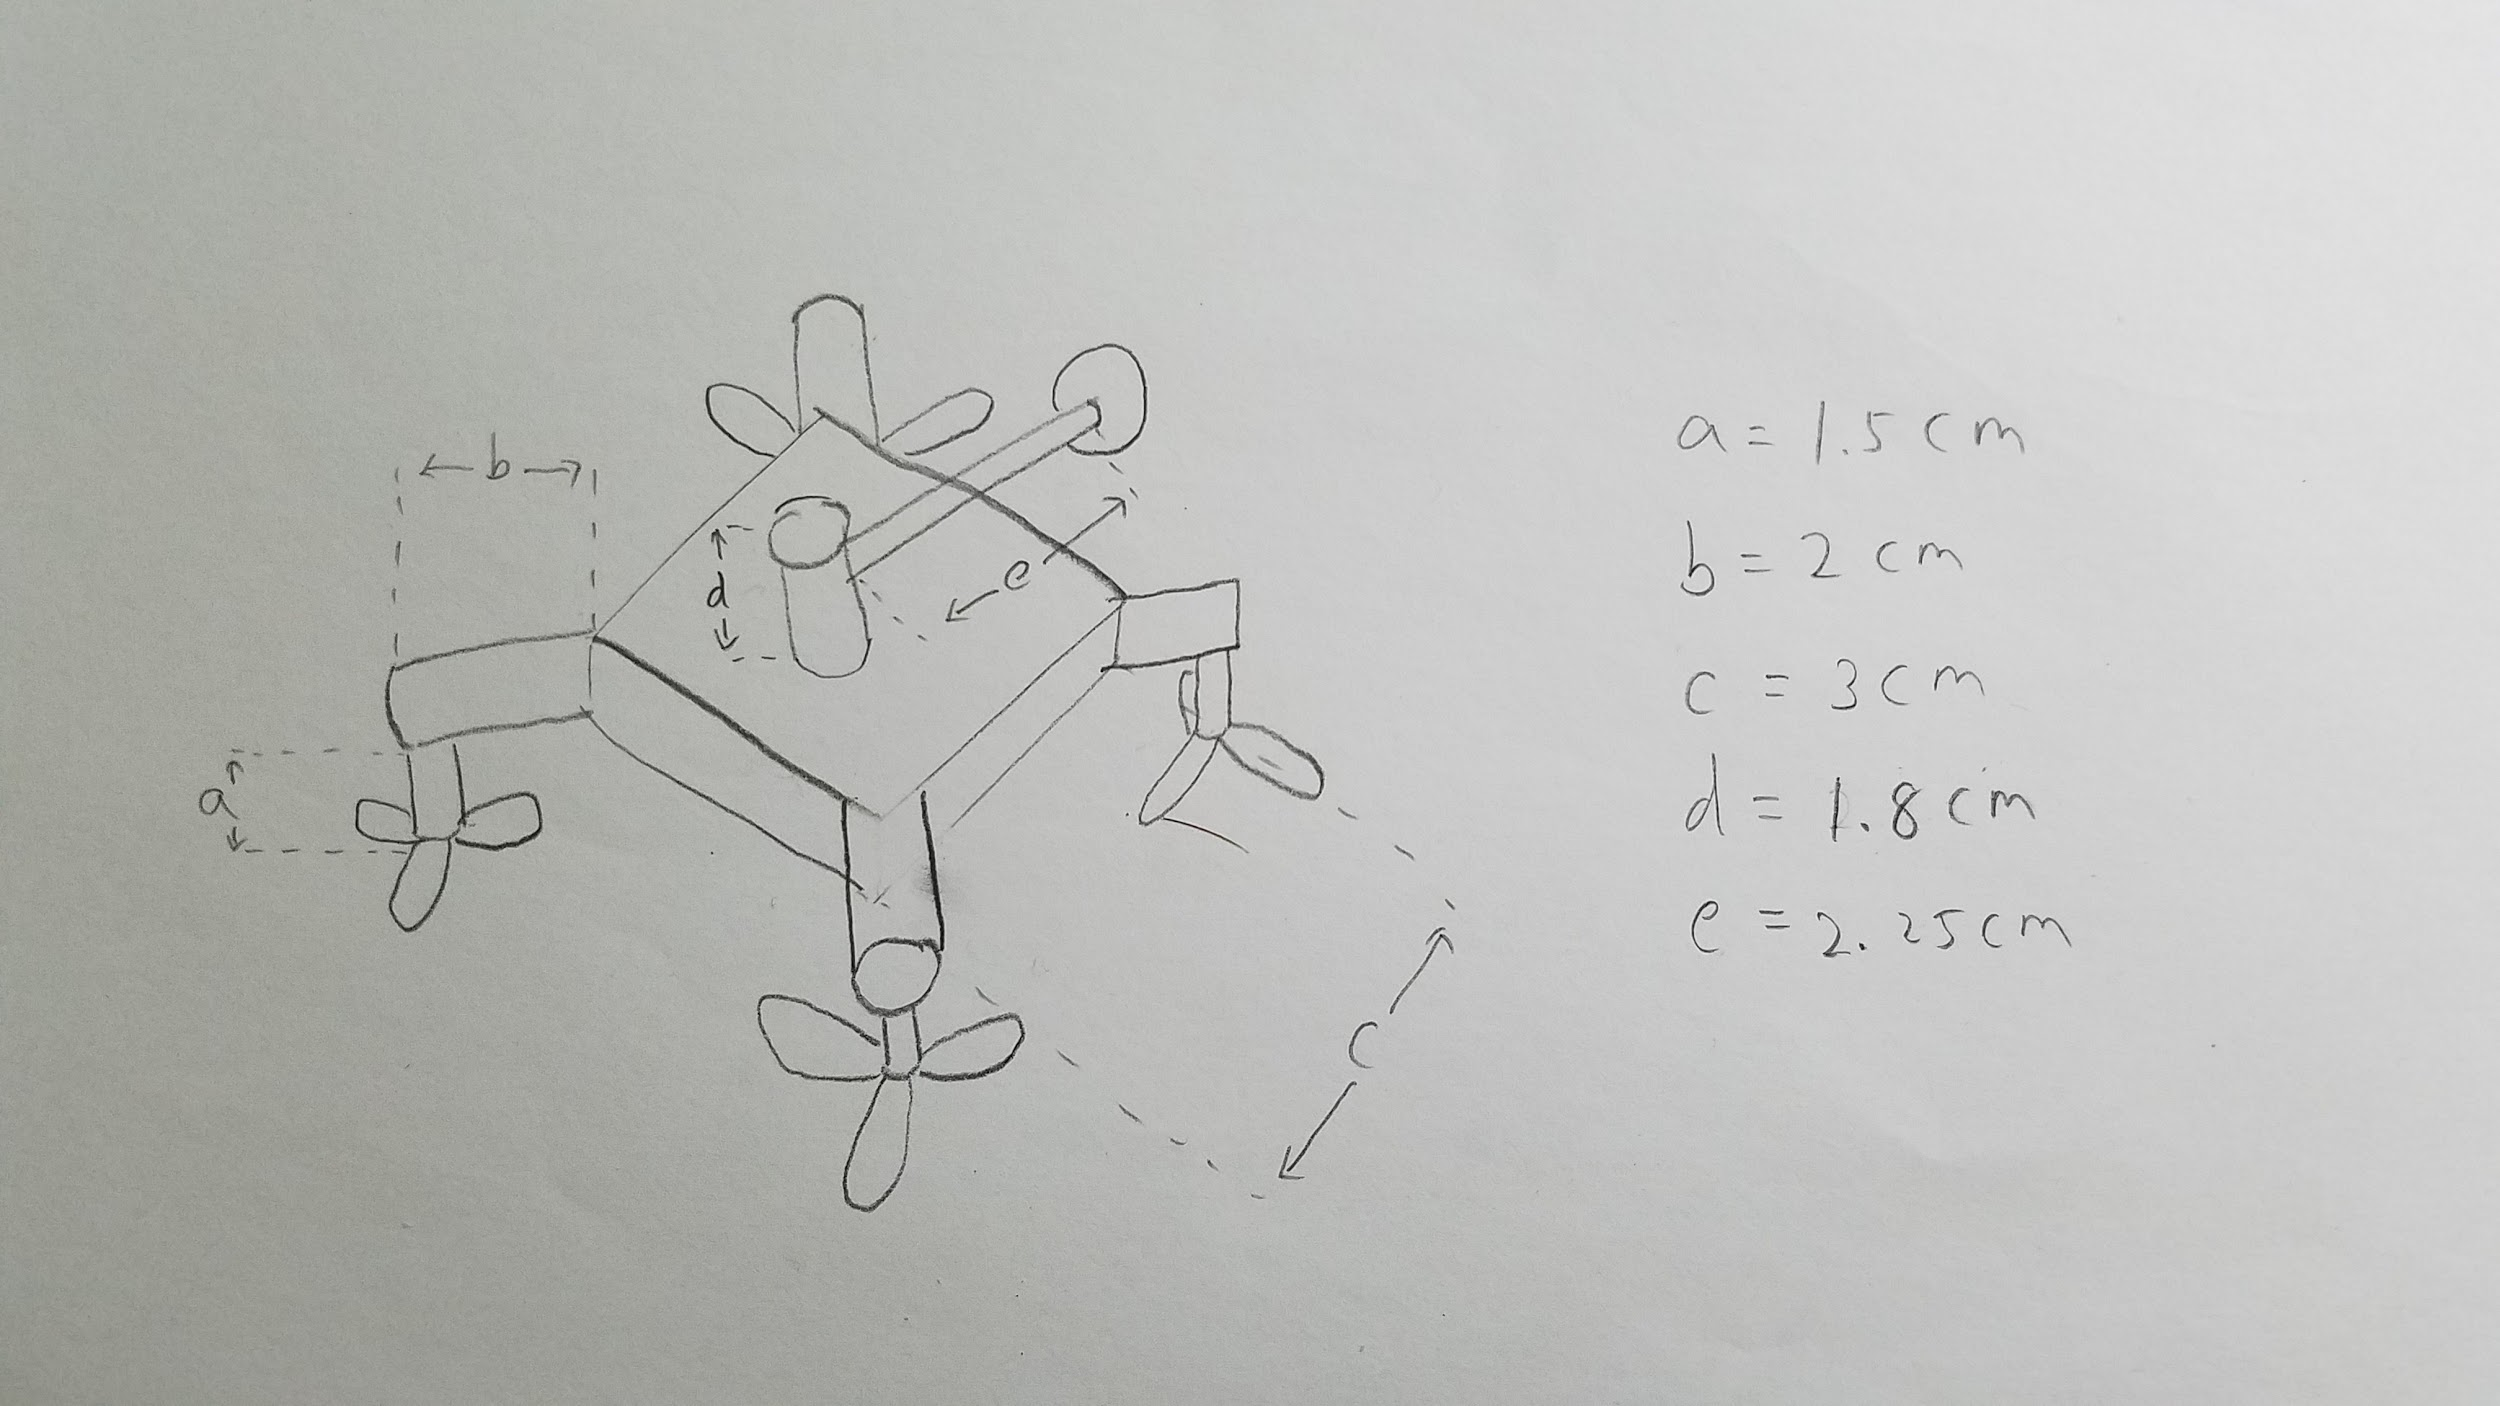 b
d
e
a
c
a = 1.5 cm
b = 2 cm
c = 3 cm
d = 1.8 cm
e = 2.25 cm